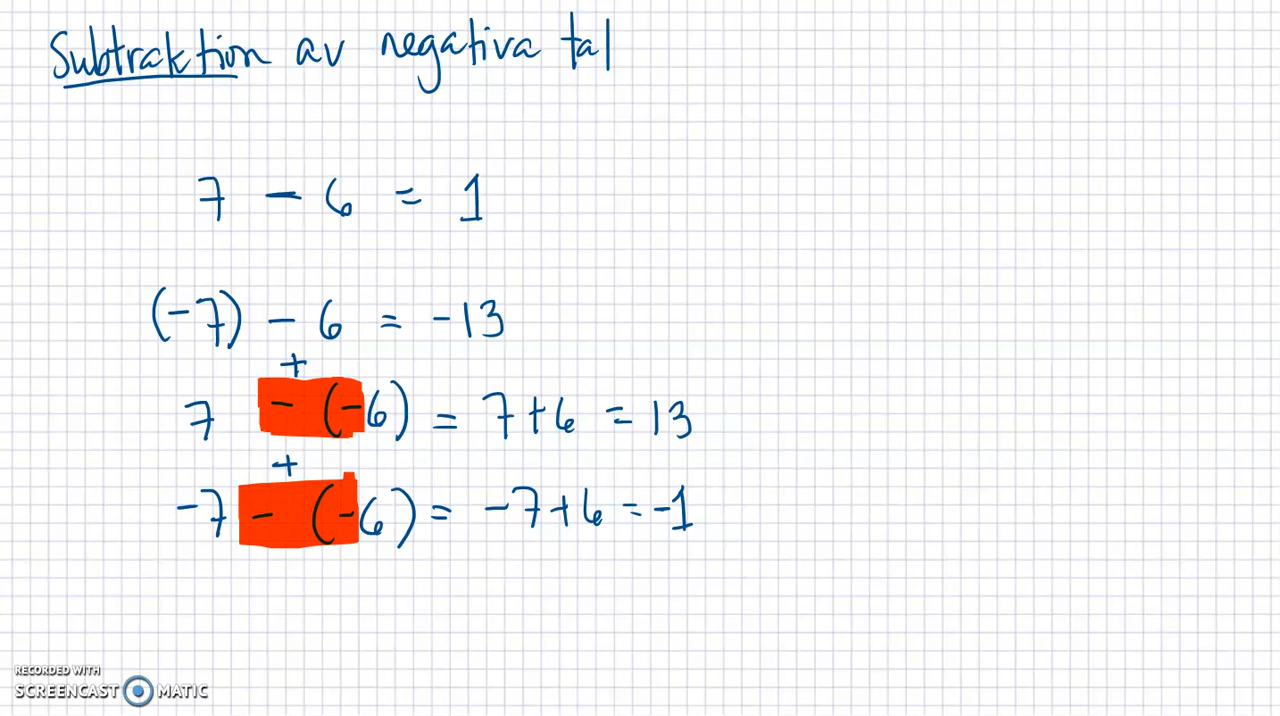 Subtraktion av negativa tal
7 - 6 = 1
(-7) - 6 = -13
+
7 - (-6) = 7+6 = 13
+
-7 - (-6) = -7+6 = -1
RECORDED WITH
SCREENCAST MATIC